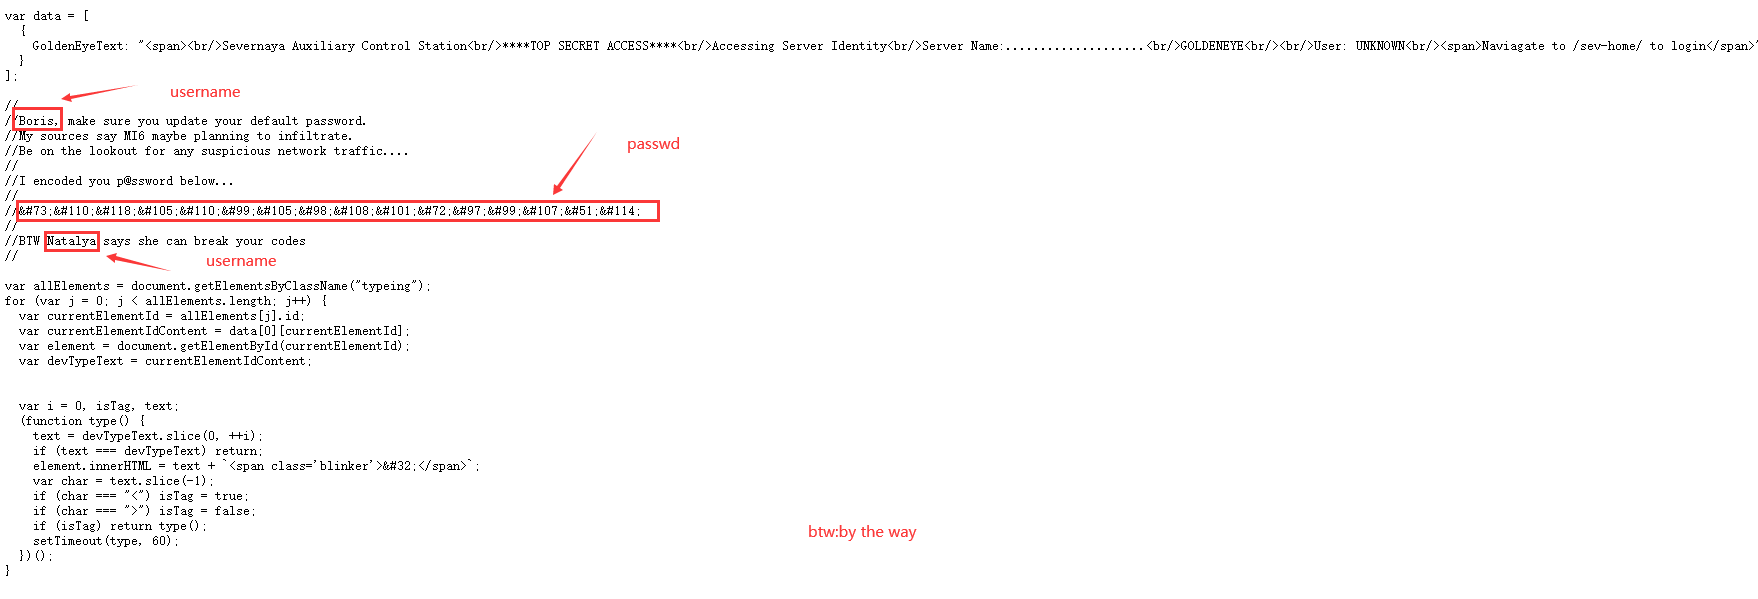 var data = [
  {
    GoldenEyeText: "<span><br/>Severnaya Auxiliary Control Station<br/>****TOP SECRET ACCESS****<br/>Accessing Server Identity<br/>Server Name:....................<br/>GOLDENEYE<br/><br/>User: UNKNOWN<br/><span>Naviagate to /sev-home/ to login</span>"
  }
];
username
//
//Boris, make sure you update your default password.
//My sources say MI6 maybe planning to infiltrate.
passwd
//Be on the lookout for any suspicious network traffic....
//
//I encoded you p@ssword below...
//
//&#73;&#110;&#118;&#105;&#110;&#99;&#105;&#98;&#108;&#101;&#72;&#97;&#99;&#107;&#51;&#114;
//
//BTW Natalya says she can break your codes
//
username
var allElements = document.getElementsByClassName("typeing");
for (var j = 0; j < allElements.length; j++) {
  var currentElementId = allElements[j].id;
  var currentElementIdContent = data[0][currentElementId];
  var element = document.getElementById(currentElementId);
  var devTypeText = currentElementIdContent;
  var i = 0, isTag, text;
  (function type() {
    text = devTypeText.slice(0, ++i);
    if (text === devTypeText) return;
    element.innerHTML = text + `<span class='blinker'>&#32;</span>`;
    var char = text.slice(-1);
    if (char === "<") isTag = true;
    if (char === ">") isTag = false;
    if (isTag) return type();
    setTimeout(type, 60);
  })();
}
btw:by the way